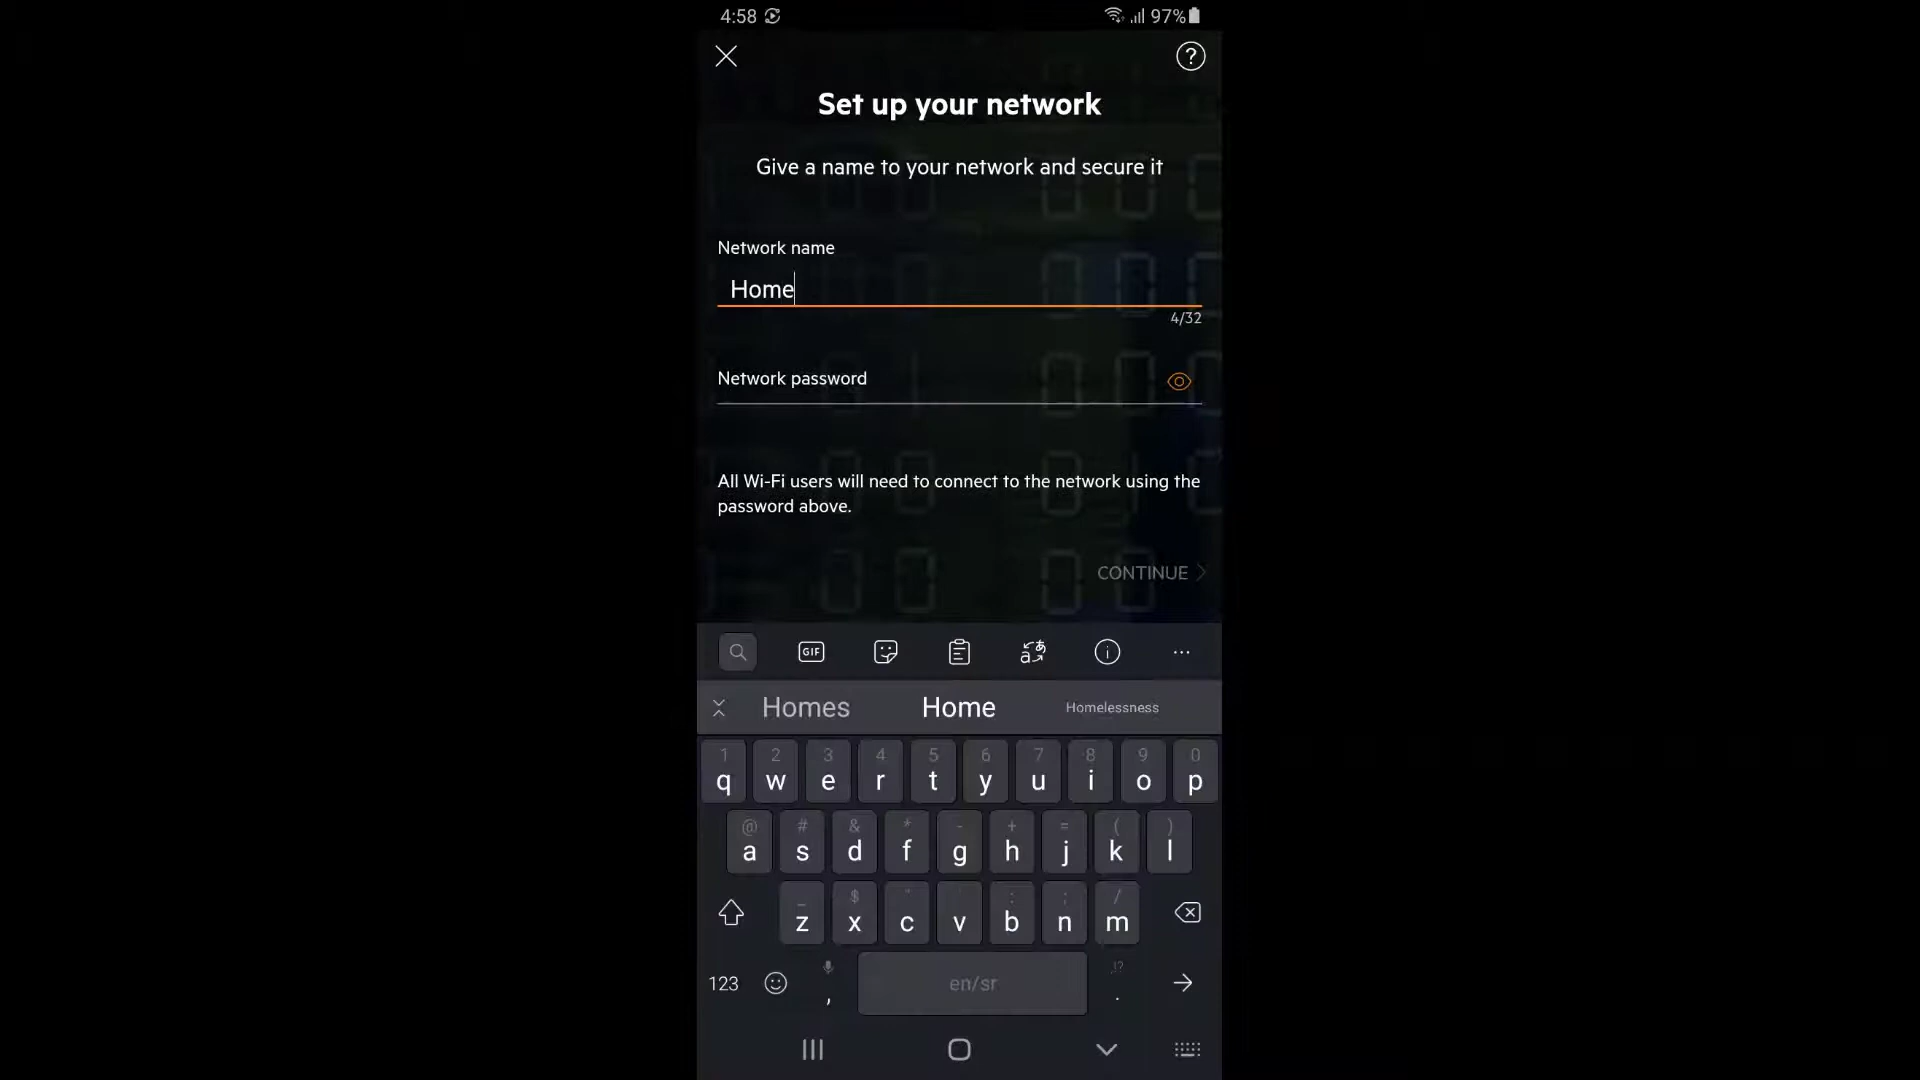 4:58 97%
?
Set up your network
Give a name to your network and secure it
Network name
Home
4/32
Network password
All Wi-Fi users will need to connect to the network using the
password above.
CONTINUE
GIF
Homes Home Homelessness
1 2 3 4 5 6 7 8 9 0
q w e r t y u i o p
@ # & * - + = ( )
a s d f g h j k l
_ $ " ' : ; /
z x c v b n m
123 , en/sr .